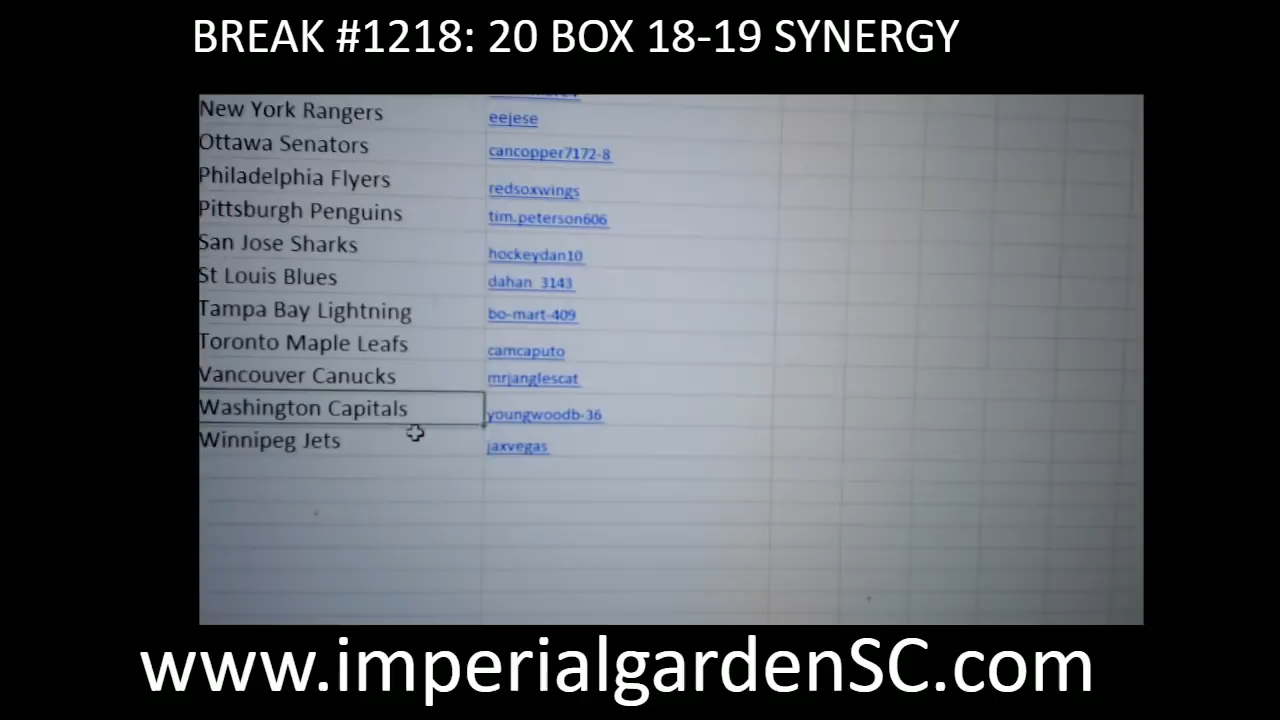 BREAK #1218: 20 BOX 18-19 SYNERGY
New York Rangers eejese
Ottawa Senators cancopper7172-8
Philadelphia Flyers redsoxwings
Pittsburgh Penguins tim.peterson606
San Jose Sharks hockeydan10
St Louis Blues dahan_3143
Tampa Bay Lightning bo-mart-409
Toronto Maple Leafs camcaputo
Vancouver Canucks mrjanglescat
Washington Capitals youngwoodb-36
Winnipeg Jets jaxvegas
www.imperialgardenSC.com